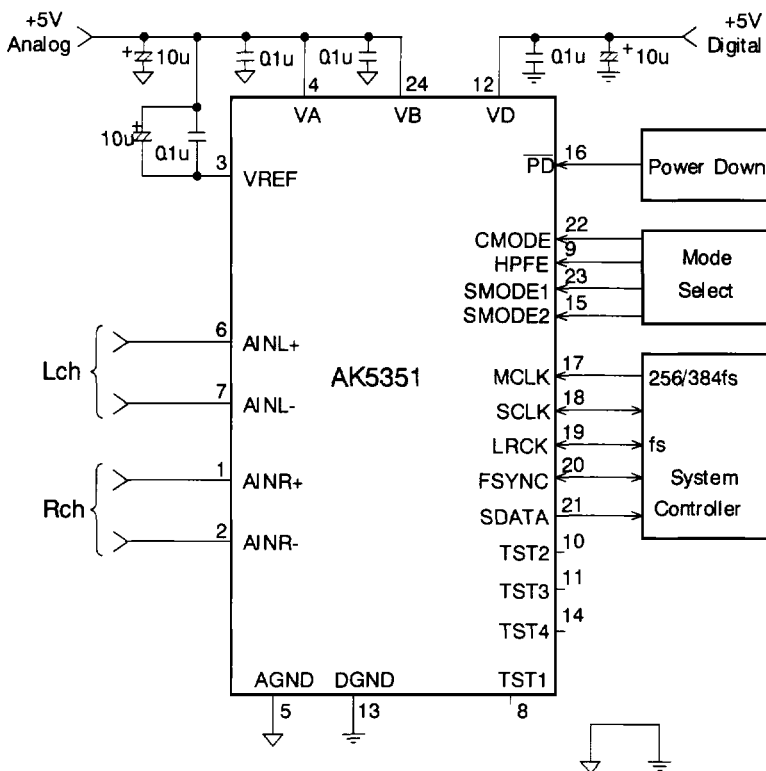 +5V
Analog
10u
0.1u
0.1u
+5V
Digital
0.1u
10u
4
24
12
VA
VB
VD
10u
0.1u
3
VREF
PD
16
Power Down
CMODE
22
HPFE
9
SMODE1
23
SMODE2
15
Mode
Select
Lch
6
AINL+
7
AINL-
AK5351
MCLK
17
256/384fs
SCLK
18
LRCK
19
fs
FSYNC
20
SDATA
21
System
Controller
Rch
1
AINR+
2
AINR-
TST2
10
TST3
11
TST4
14
AGND
DGND
TST1
5
13
8